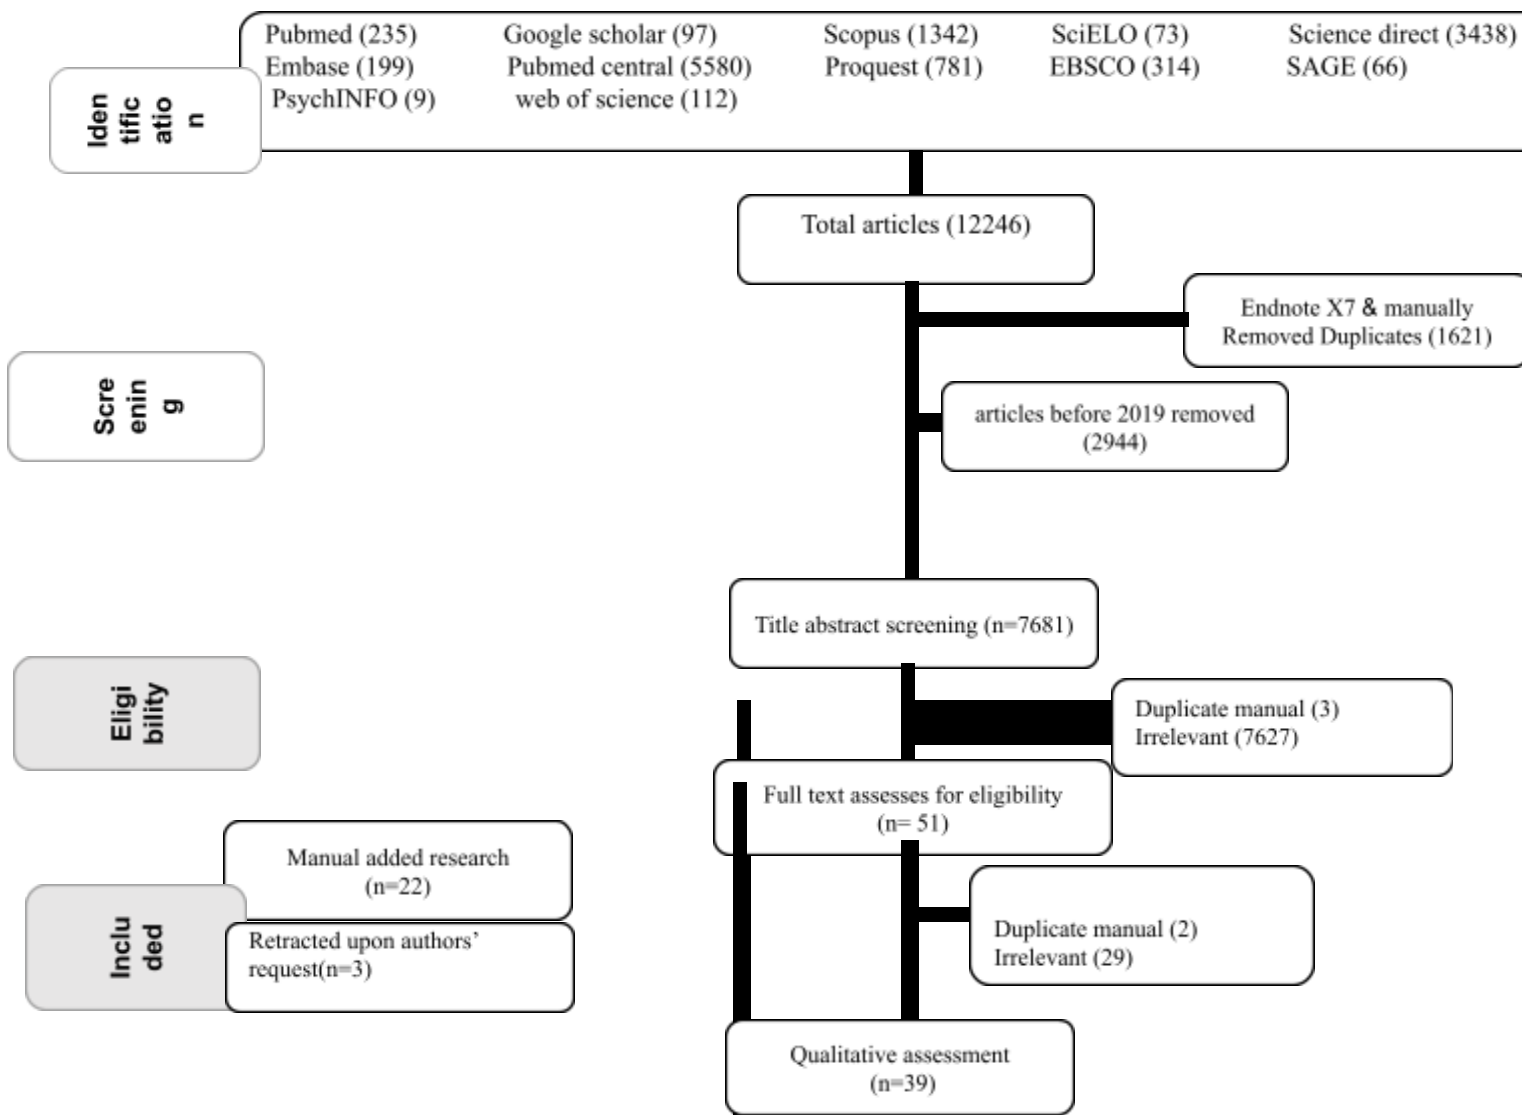 Pubmed (235) Google scholar (97) Scopus (1342) SciELO (73) Science direct (3438)
Embase (199) Pubmed central (5580) Proquest (781) EBSCO (314) SAGE (66)
PsychINFO (9) web of science (112)
Iden
tific
atio
n
Total articles (12246)
Endnote X7 & manually
Removed Duplicates (1621)
Scre
enin
g
articles before 2019 removed
(2944)
Title abstract screening (n=7681)
Eligi
bility
Duplicate manual (3)
Irrelevant (7627)
Full text assesses for eligibility
(n= 51)
Manual added research
(n=22)
Inclu
ded
Retracted upon authors’
request(n=3)
Duplicate manual (2)
Irrelevant (29)
Qualitative assessment
(n=39)